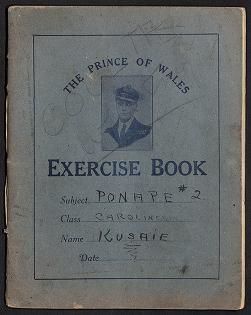 THE PRINCE OF WALES
EXERCISE BOOK
Subject PONAPE #2
Class CAROLINES
Name KUSAIE
Date